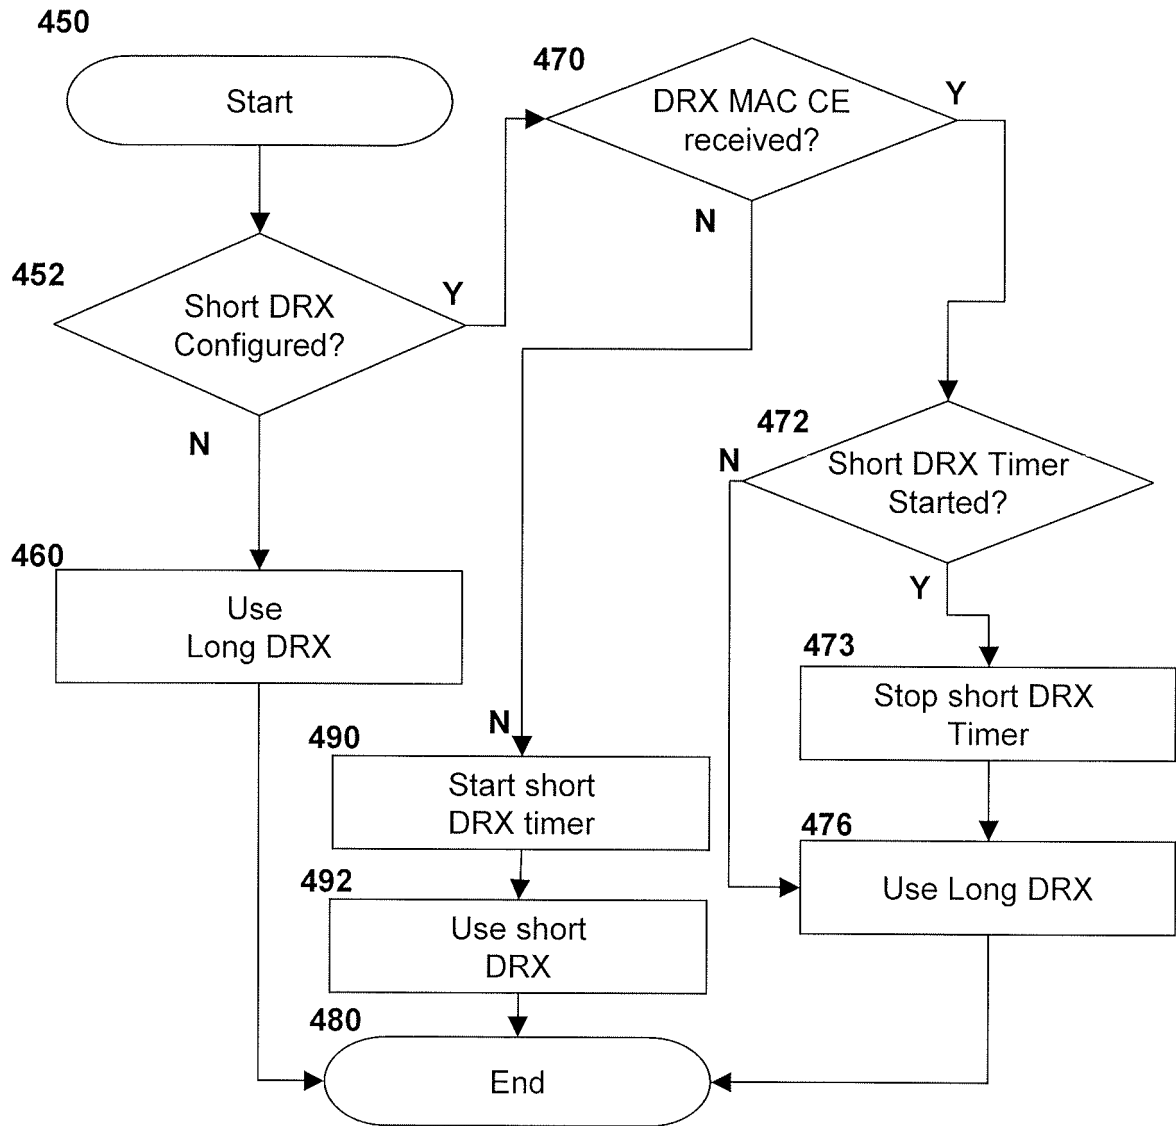 450
Start
470
DRX MAC CE
received?
Y
N
452
Short DRX
Configured?
Y
N
472
N
Short DRX Timer
Started?
Y
460
Use
Long DRX
473
Stop short DRX
Timer
N
490
Start short
DRX timer
476
Use Long DRX
492
Use short
DRX
480
End